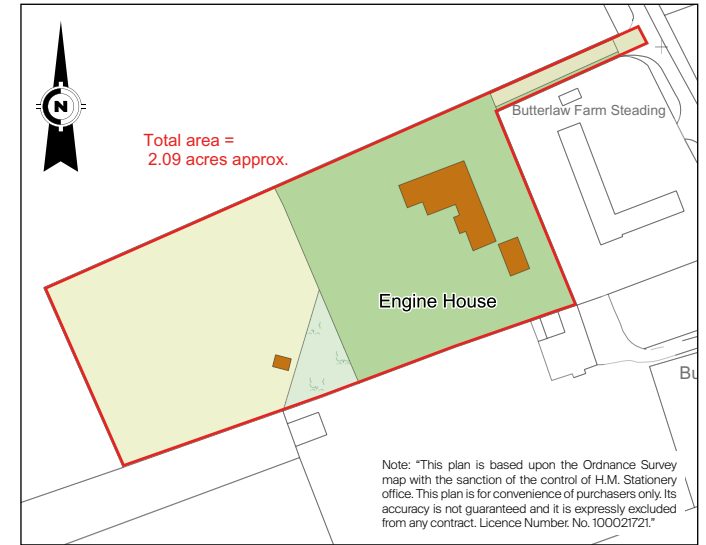 N
Total area =
2.09 acres approx.
Butterlaw Farm Steading
Engine House
Bu
Note: “This plan is based upon the Ordnance Survey
map with the sanction of the control of H.M. Stationery
office. This plan is for convenience of purchasers only. Its
accuracy is not guaranteed and it is expressly excluded
from any contract. Licence Number. No. 100021721.”